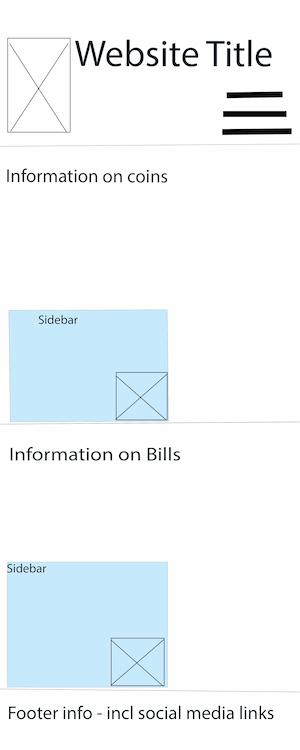 Website Title
Information on coins
Sidebar
Information on Bills
Sidebar
Footer info - incl social media links